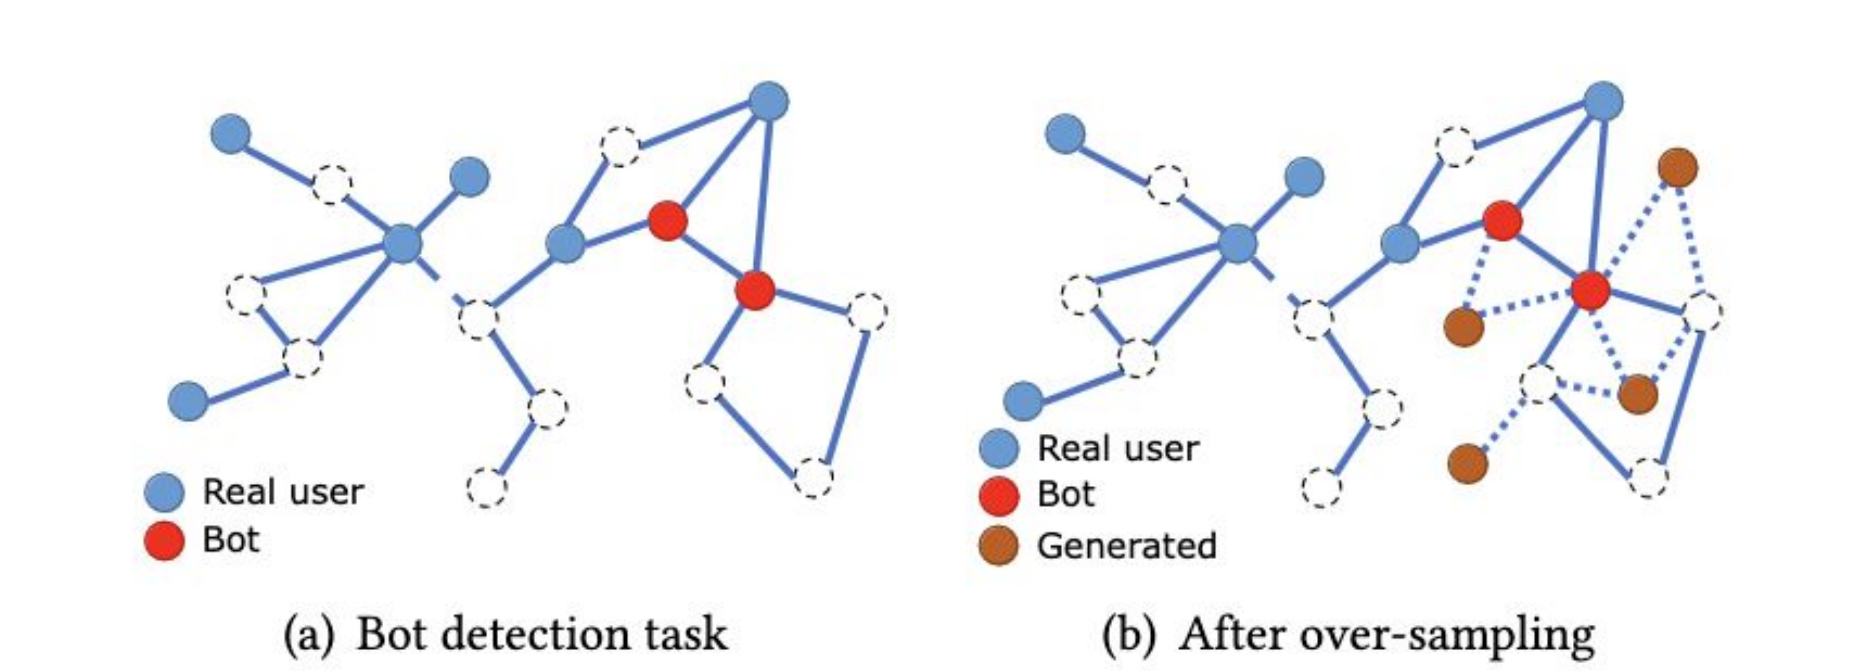 Real user
Bot
Real user
Bot
Generated
(a) Bot detection task
(b) After over-sampling